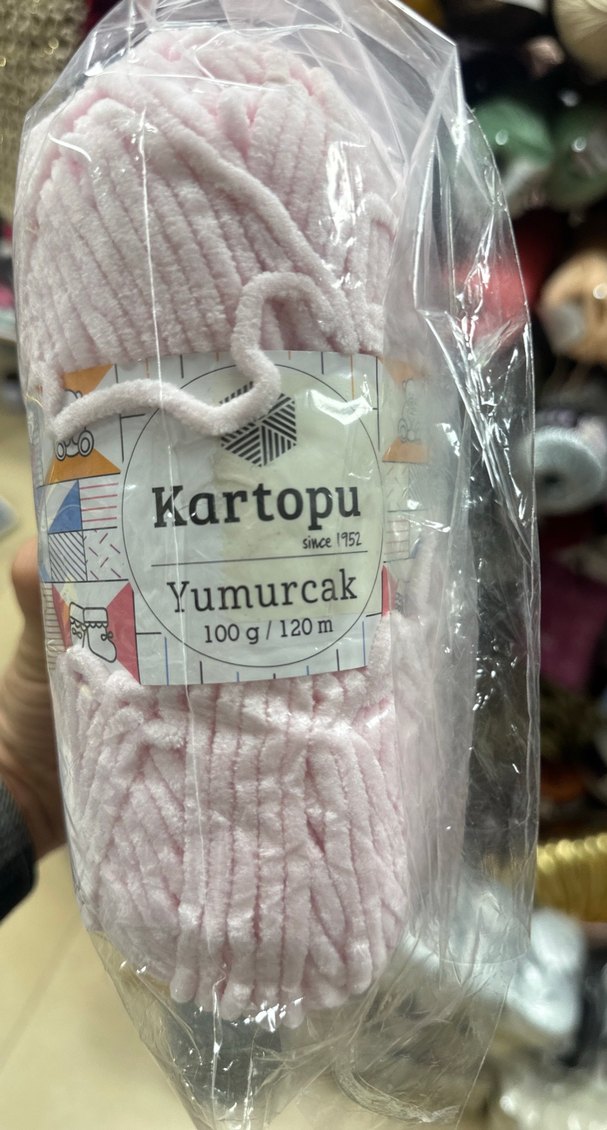 Kartopu
since 1952
Yumurcak
100 g / 120 m